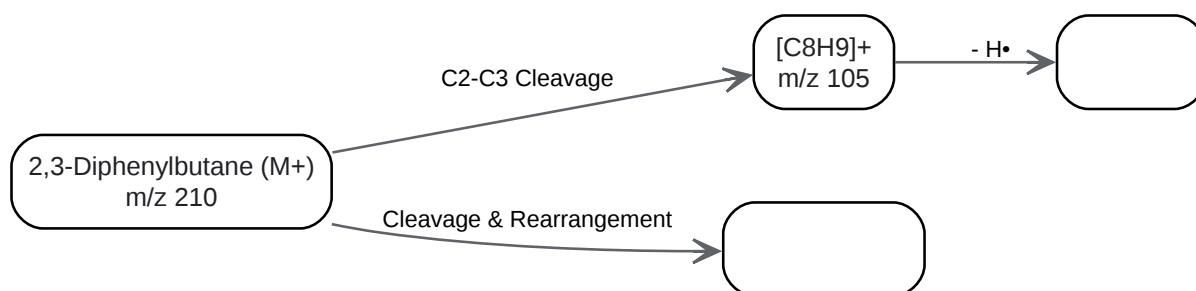 [C8H9]+
m/z 105
- H•
C2-C3 Cleavage
2,3-Diphenylbutane (M+)
m/z 210
Cleavage & Rearrangement